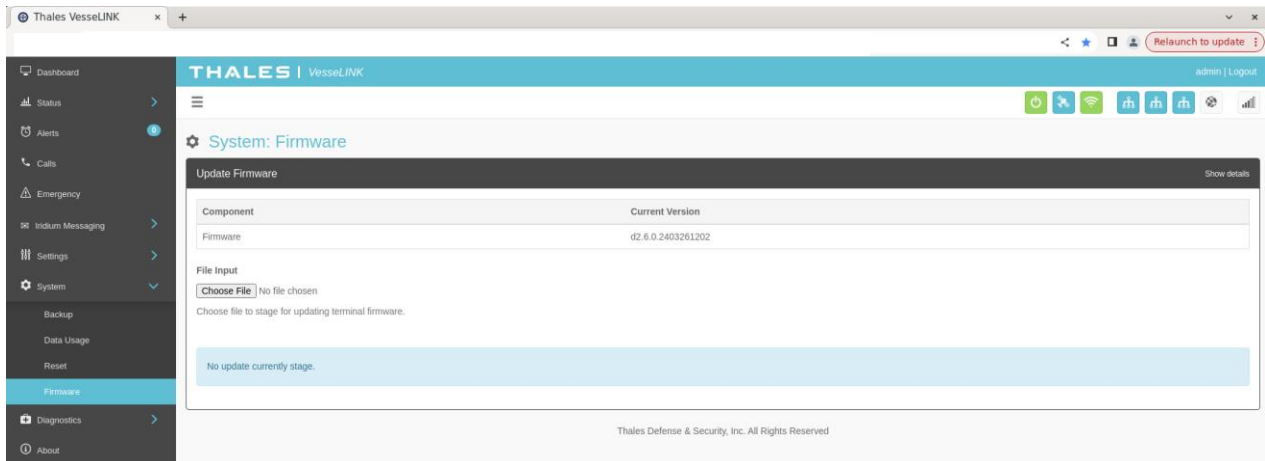 Thales VesseLINK
Relaunch to update
Dashboard
THALES | VesseLINK
admin | Logout
Status
Alerts
0
Calls
Emergency
Iridium Messaging
Settings
System
Backup
Data Usage
Reset
Firmware
Diagnostics
About
System: Firmware
Update Firmware
Show details
Component Current Version
Firmware d2.6.0.2403261202
File Input
Choose File No file chosen
Choose file to stage for updating terminal firmware.
No update currently stage.
Thales Defense & Security, Inc. All Rights Reserved